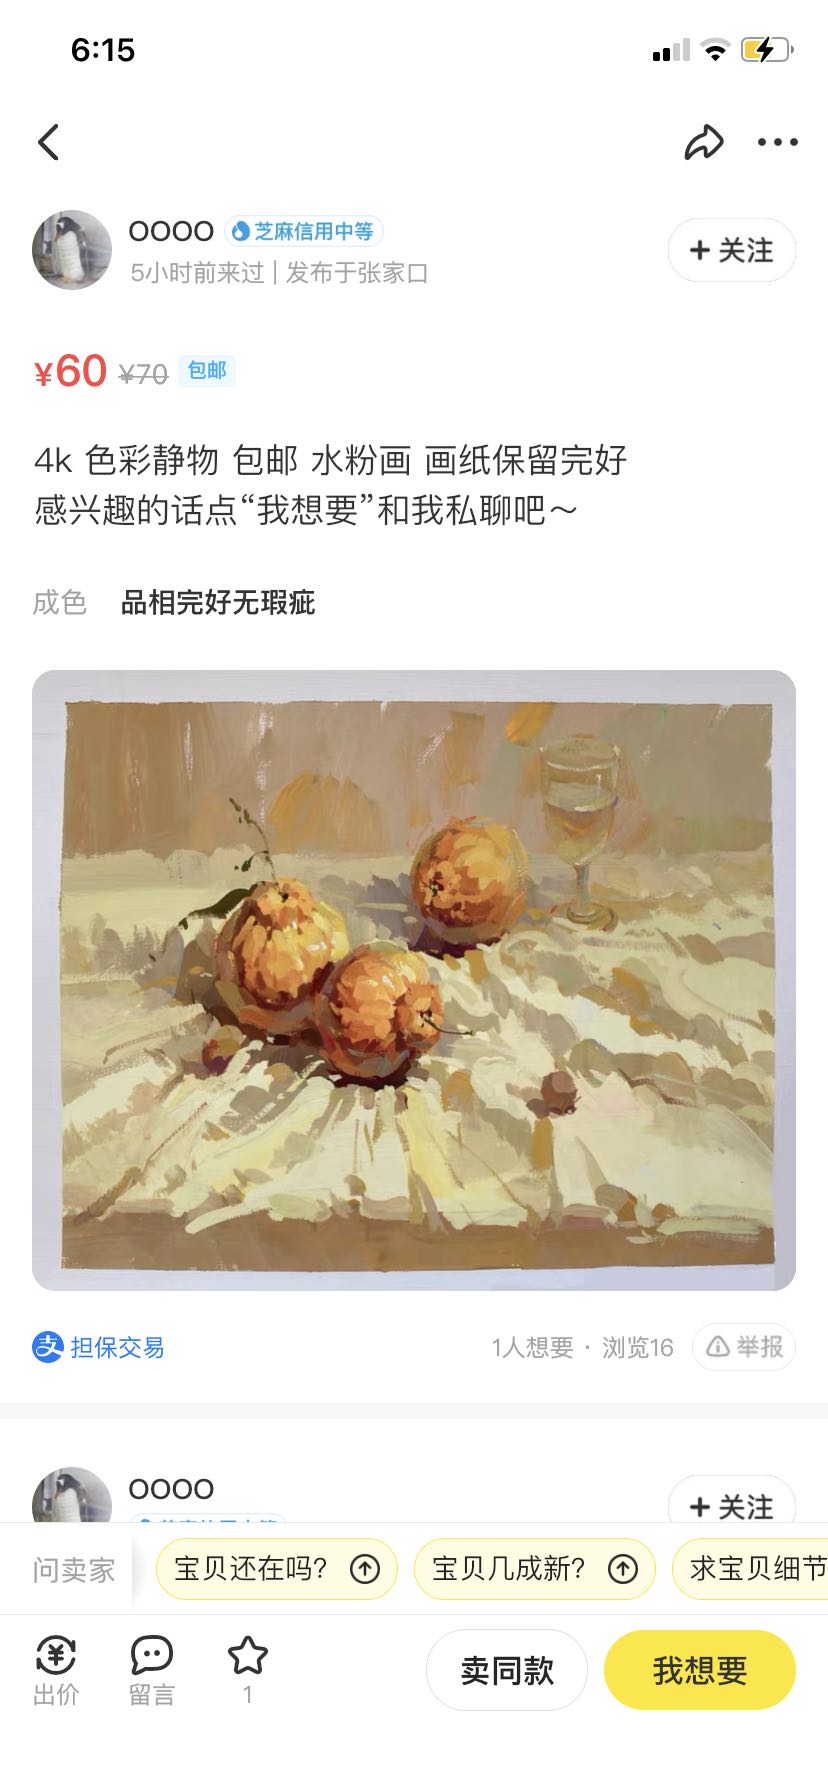 6:15
OOOO 芝麻信用中等
5小时前来过 | 发布于张家口
+ 关注
¥60 ¥70 包邮
4k 色彩静物 包邮 水粉画 画纸保留完好
感兴趣的话点“我想要”和我私聊吧～
成色 品相完好无瑕疵
支 担保交易
1人想要 · 浏览16
举报
OOOO
+ 关注
问卖家
宝贝还在吗?
宝贝几成新?
求宝贝细节
¥
出价
留言
1
卖同款
我想要